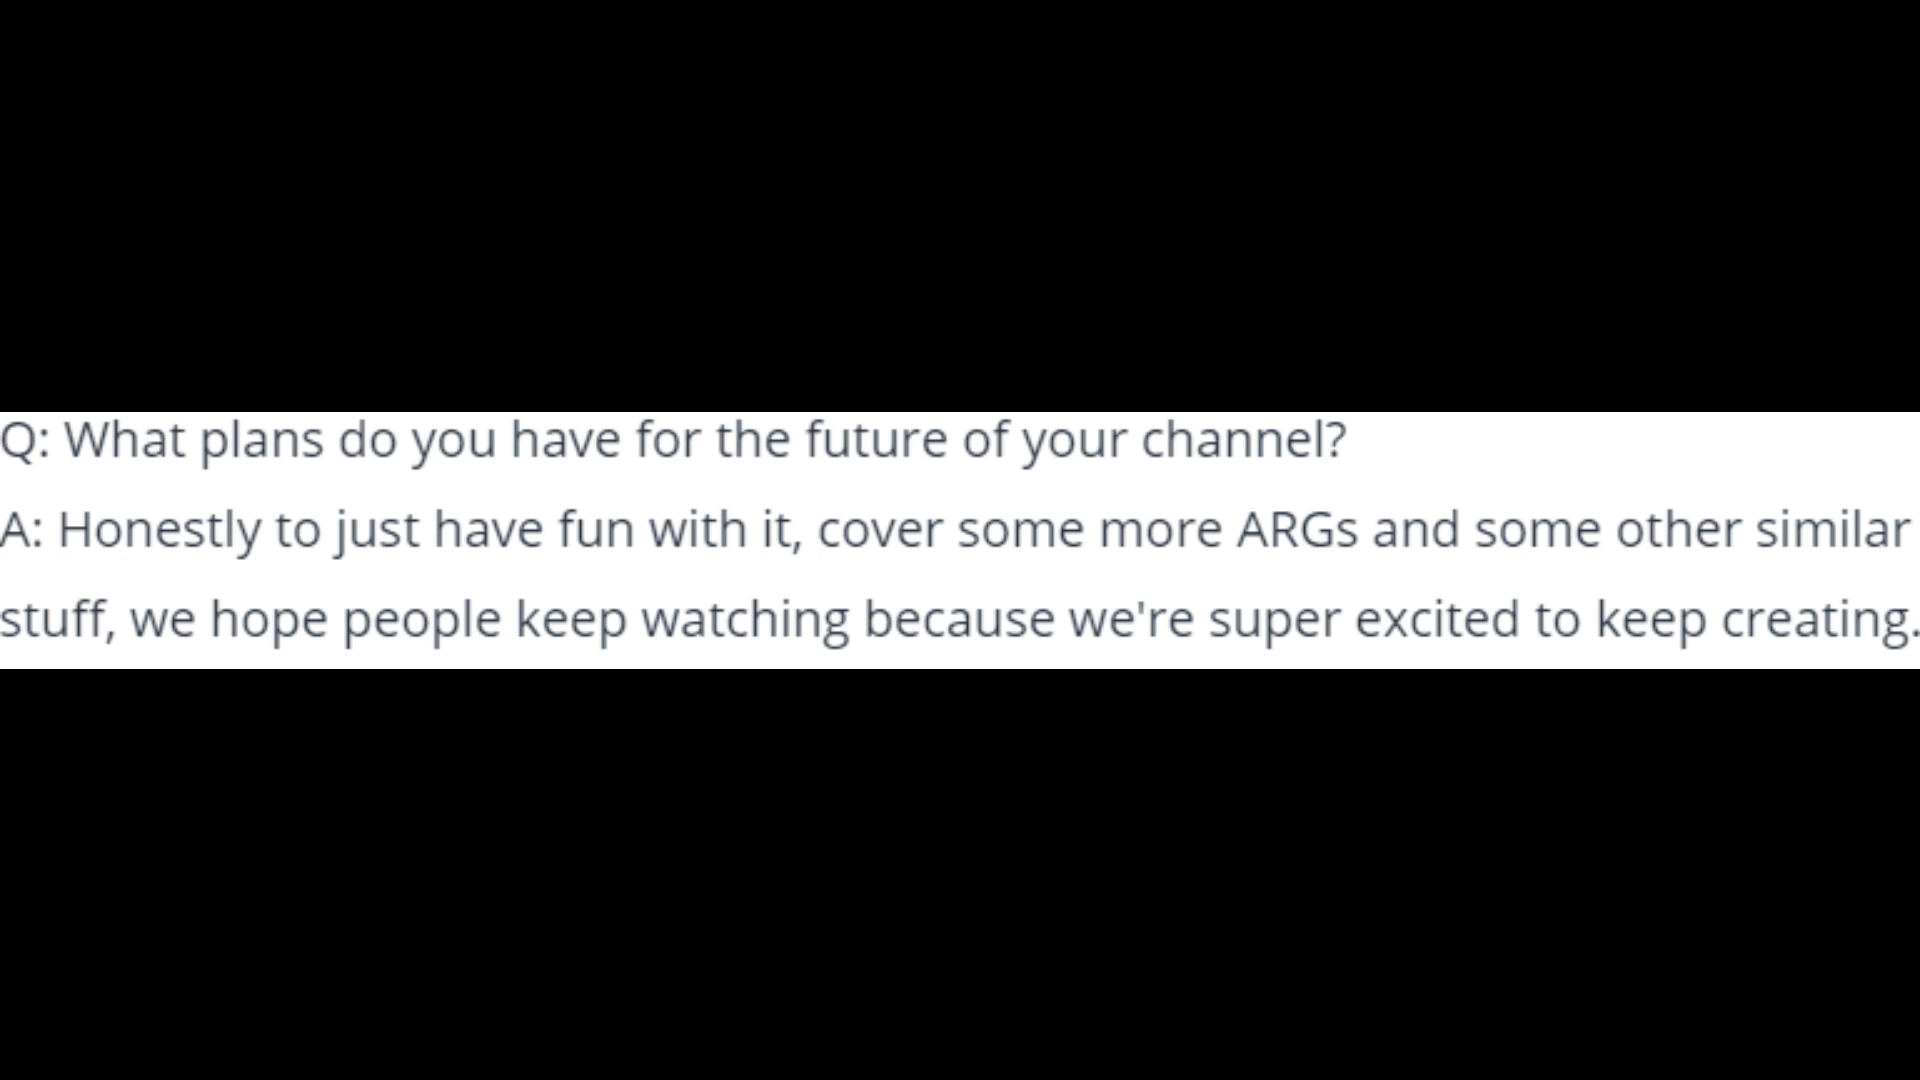 Q: What plans do you have for the future of your channel?
A: Honestly to just have fun with it, cover some more ARGs and some other similar
stuff, we hope people keep watching because we're super excited to keep creating.